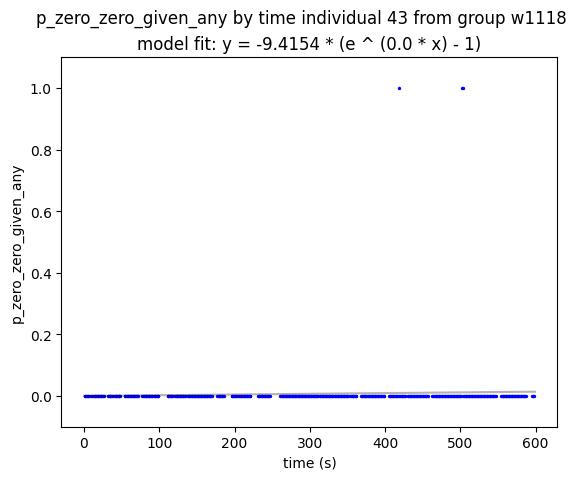 p_zero_zero_given_any by time individual 43 from group w1118
model fit: y = -9.4154 * (e ^ (0.0 * x) - 1)
p_zero_zero_given_any
1.0
0.8
0.6
0.4
0.2
0.0
0 100 200 300 400 500 600
time (s)